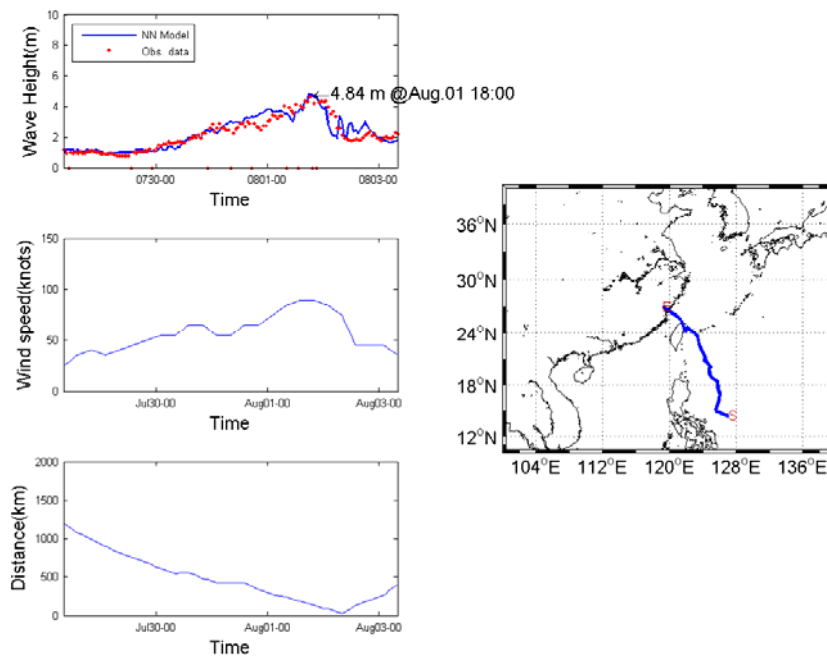 10
8
6
4
2
0
Wave Height(m)
NN Model
Obs. data
4.84 m @Aug.01 18:00
0730-00 0801-00 0803-00
Time
150
100
50
0
Wind speed(knots)
Jul30-00 Aug01-00 Aug03-00
Time
2000
1500
1000
500
0
Distance(km)
Jul30-00 Aug01-00 Aug03-00
Time
36°N
30°N
24°N
18°N
12°N
E
S
104°E 112°E 120°E 128°E 136°E